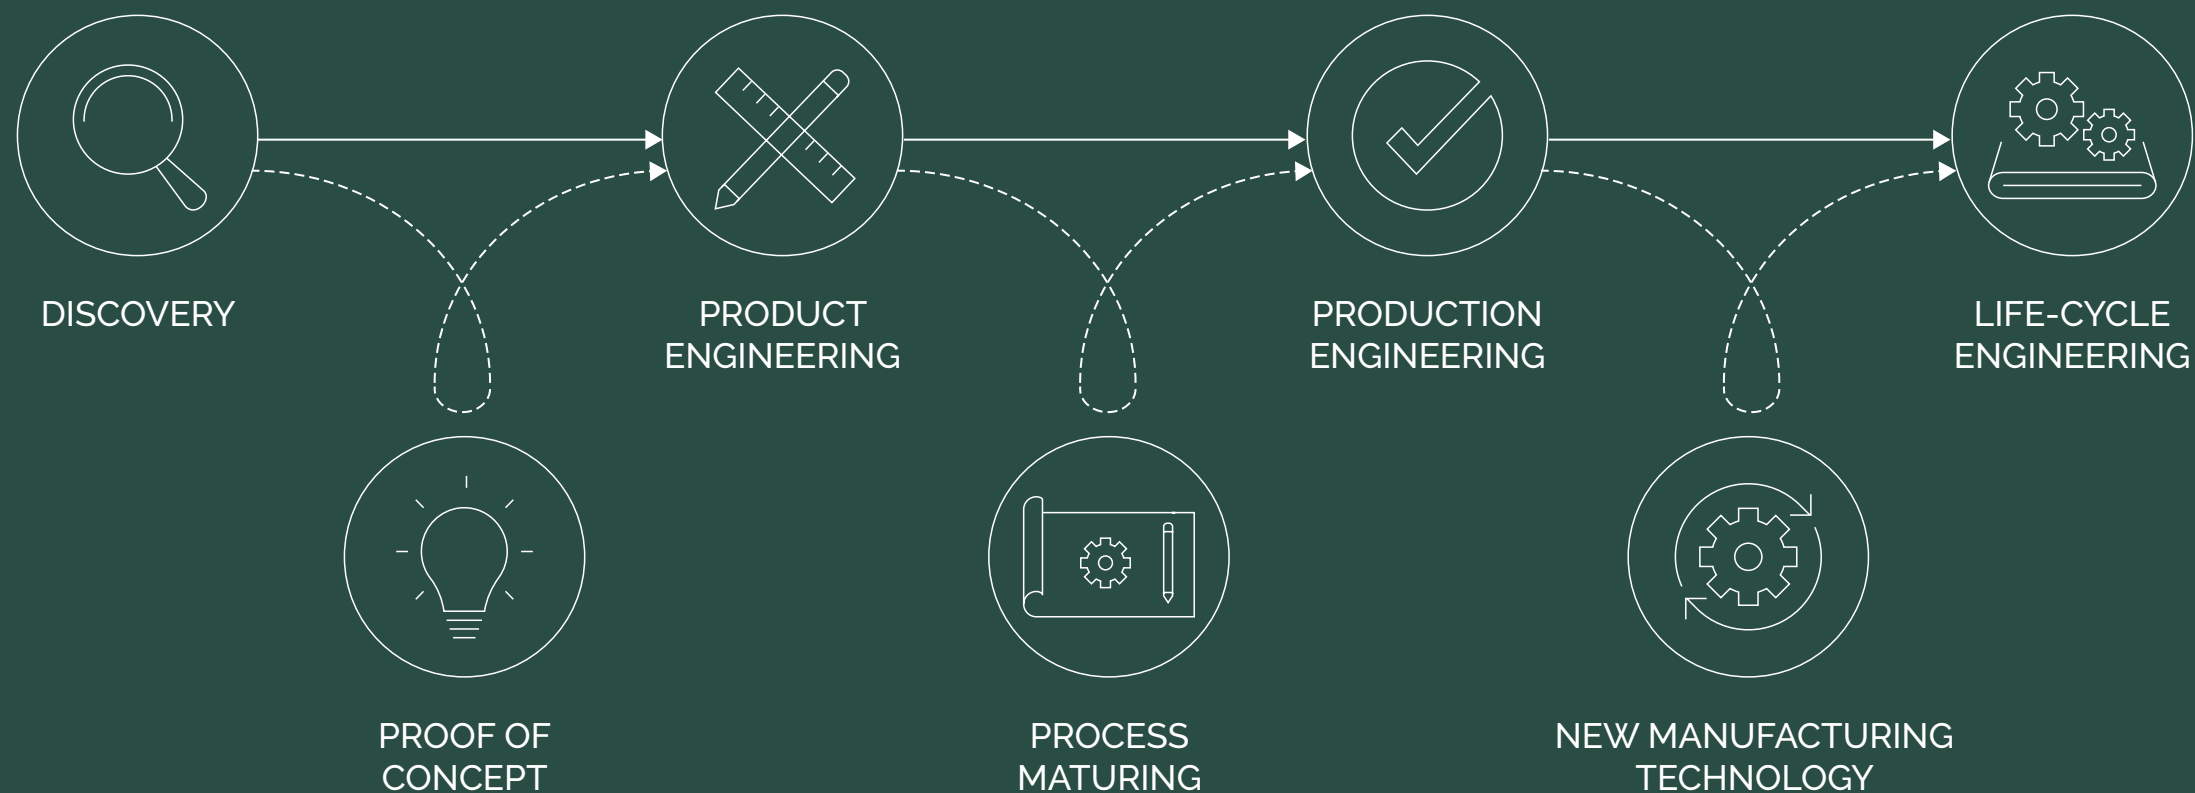 DISCOVERY
PRODUCT
ENGINEERING
PRODUCTION
ENGINEERING
LIFE-CYCLE
ENGINEERING
PROOF OF
CONCEPT
PROCESS
MATURING
NEW MANUFACTURING
TECHNOLOGY